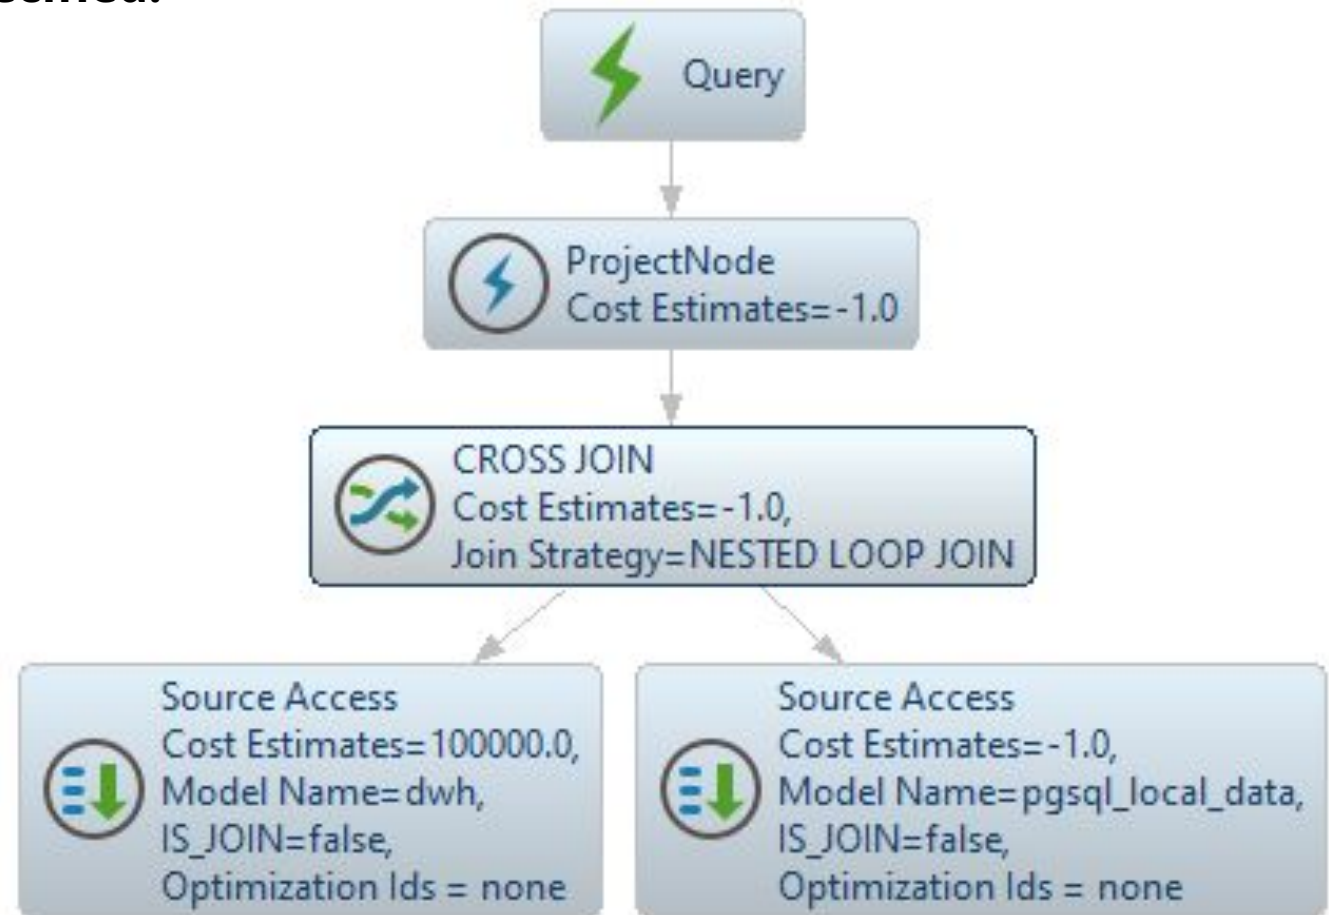 Query
ProjectNode
Cost Estimates=-1.0
CROSS JOIN
Cost Estimates=-1.0,
Join Strategy=NESTED LOOP JOIN
Source Access
Cost Estimates=100000.0,
Model Name=dwh,
IS_JOIN=false,
Optimization Ids = none
Source Access
Cost Estimates=-1.0,
Model Name=pgsql_local_data,
IS_JOIN=false,
Optimization Ids = none